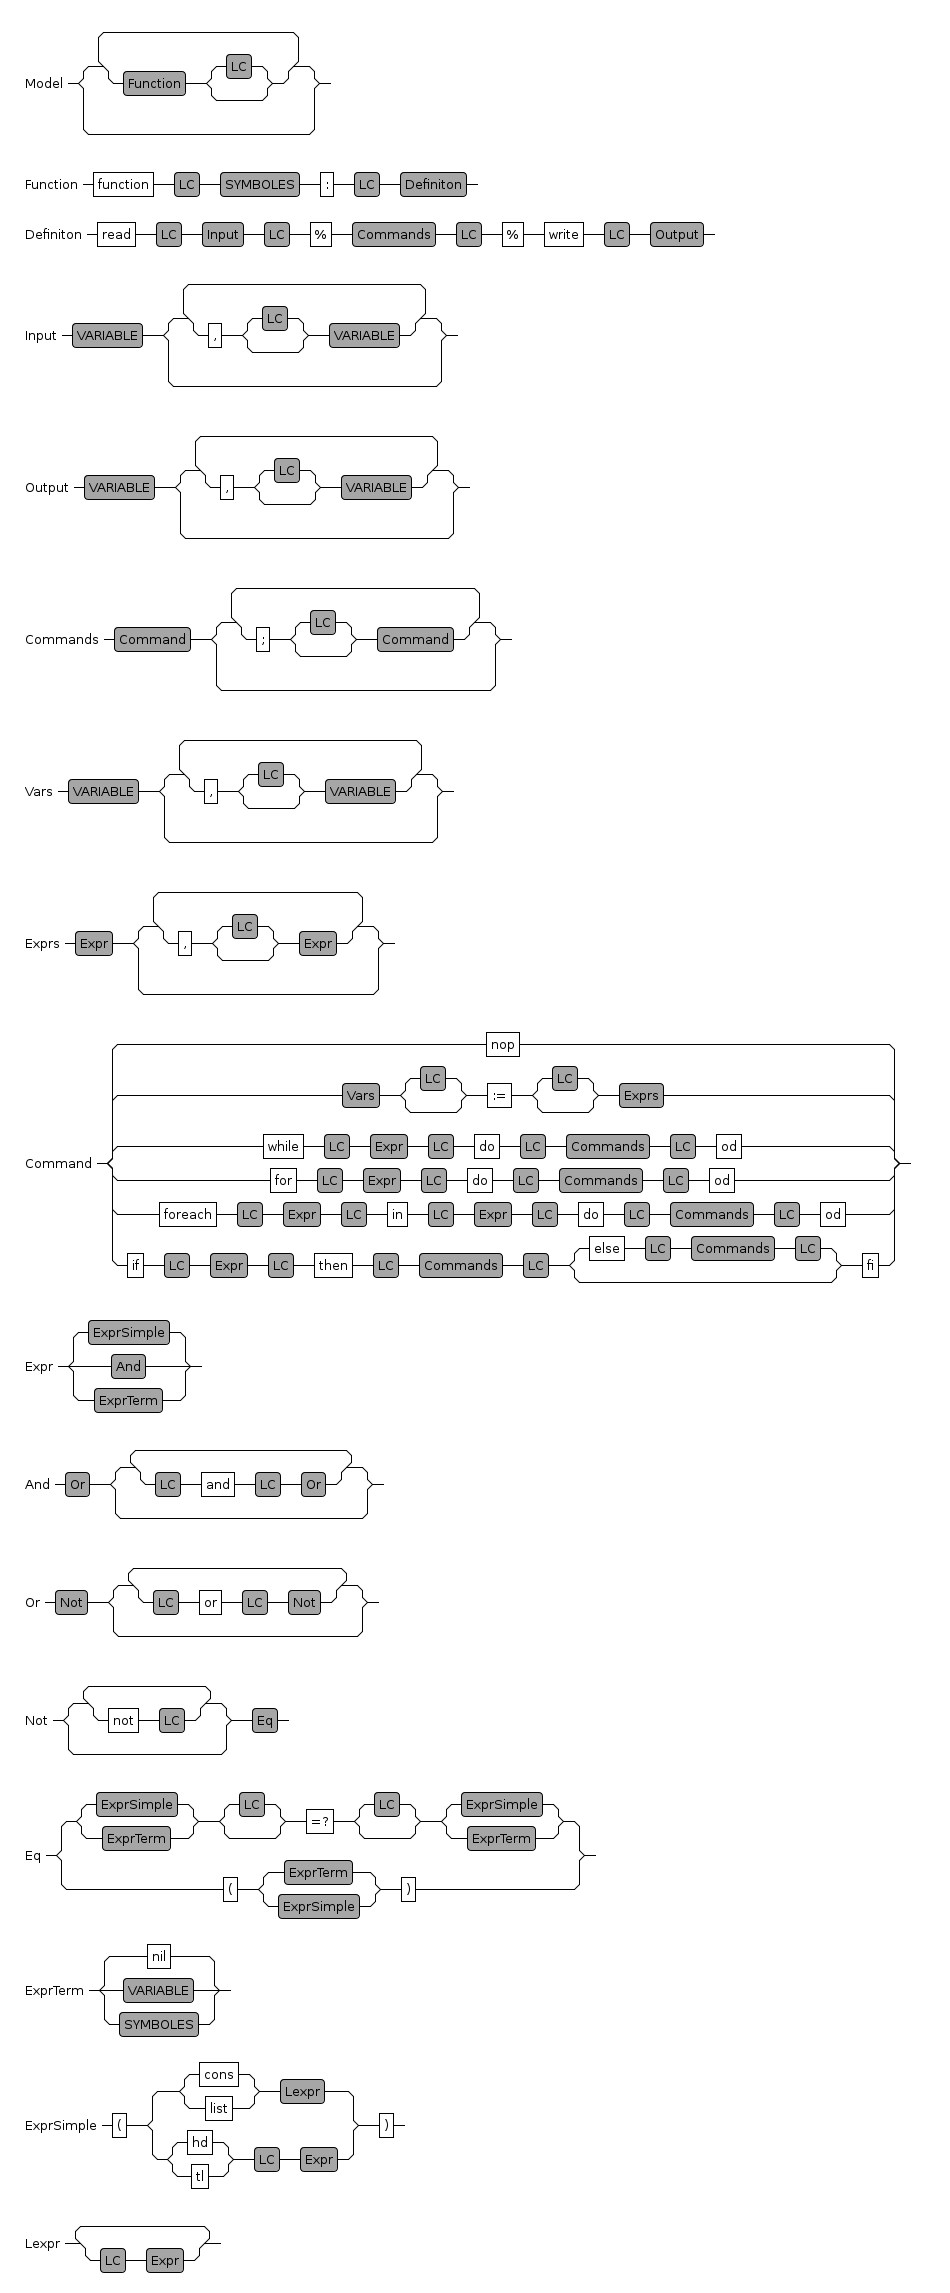 LC
Model Function
Function function LC SYMBOLES : LC Definiton
Definiton read LC Input LC % Commands LC % write LC Output
LC
Input VARIABLE , VARIABLE
LC
Output VARIABLE , VARIABLE
LC
Commands Command ; Command
LC
Vars VARIABLE , VARIABLE
LC
Exprs Expr , Expr
nop
LC LC
Vars := Exprs
while LC Expr LC do LC Commands LC od
Command
for LC Expr LC do LC Commands LC od
foreach LC Expr LC in LC Expr LC do LC Commands LC od
else LC Commands LC
if LC Expr LC then LC Commands LC fi
ExprSimple
Expr And
ExprTerm
And Or LC and LC Or
Or Not LC or LC Not
Not not LC Eq
ExprSimple LC LC ExprSimple
=?
ExprTerm ExprTerm
Eq
ExprTerm
( )
ExprSimple
nil
ExprTerm VARIABLE
SYMBOLES
cons
Lexpr
list
ExprSimple ( )
hd
LC Expr
tl
Lexpr
LC Expr